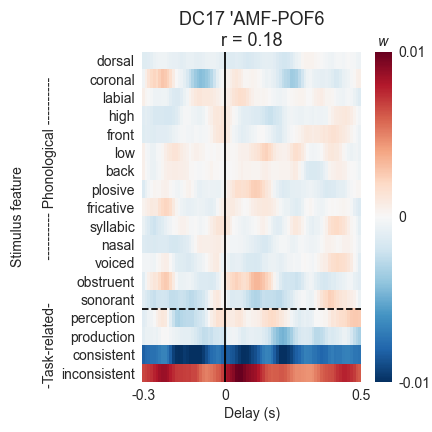 DC17 'AMF-POF6
r = 0.18
w
Stimulus feature
-Task-related- ---------- Phonological ----------
dorsal
coronal
labial
high
front
low
back
plosive
fricative
syllabic
nasal
voiced
obstruent
sonorant
perception
production
consistent
inconsistent
0.01
0
-0.01
-0.3
0
0.5
Delay (s)